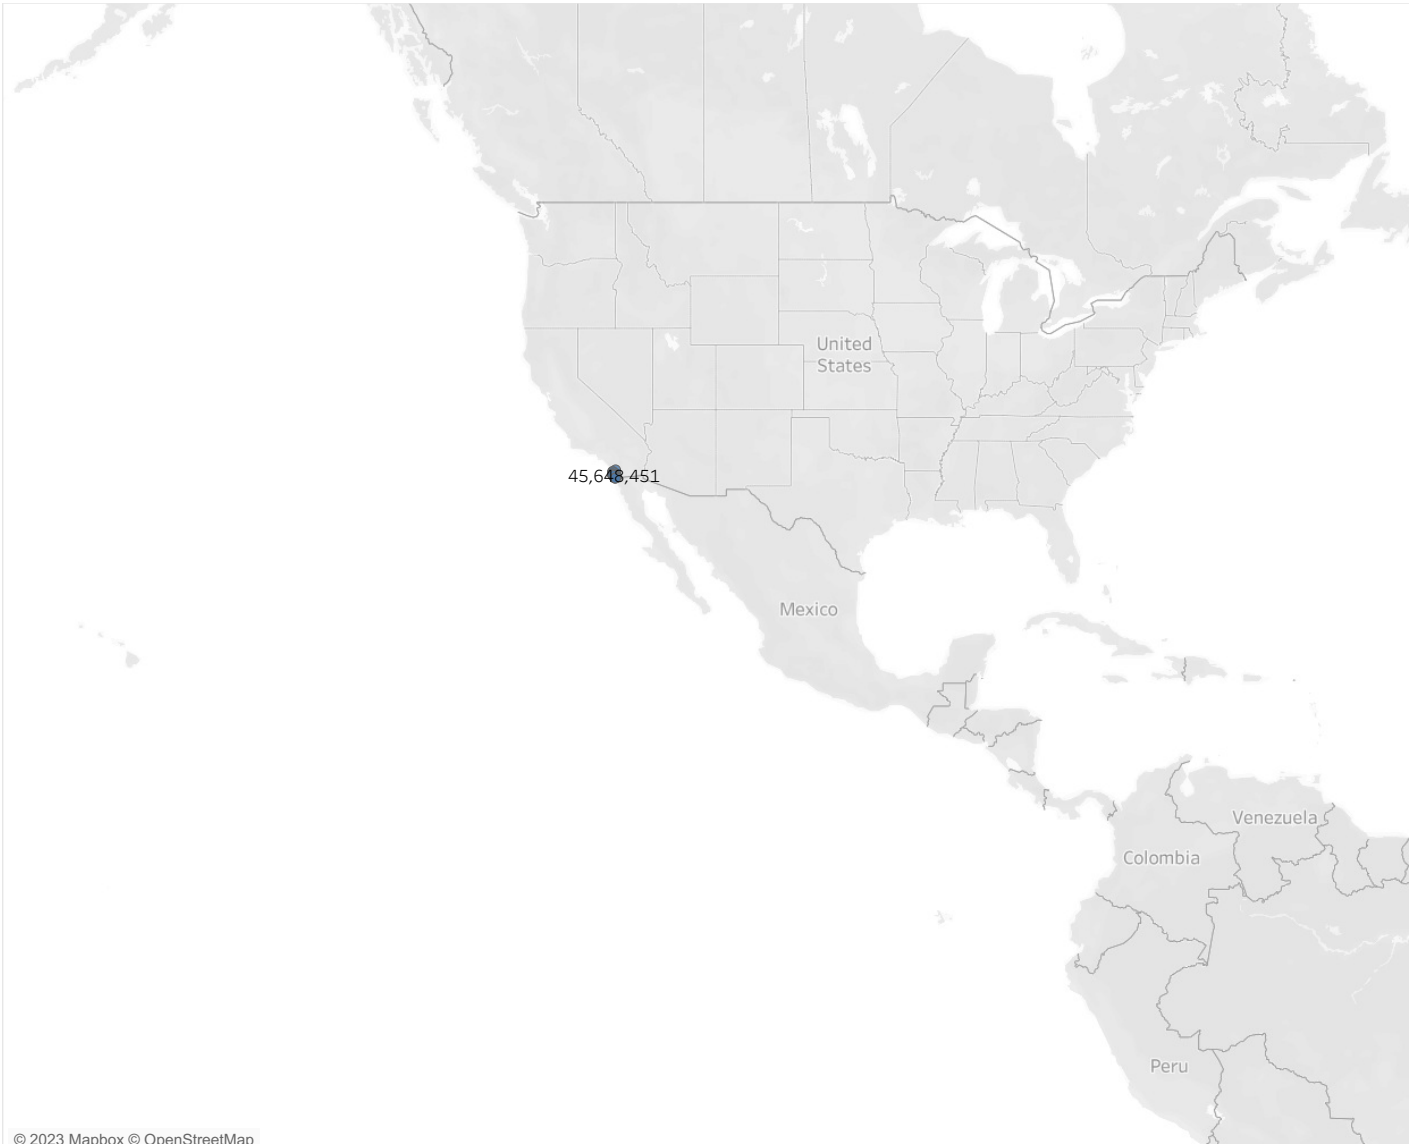 United
States
45,648,451
Mexico
Venezuela
Colombia
Peru
© 2023 Mapbox © OpenStreetMap